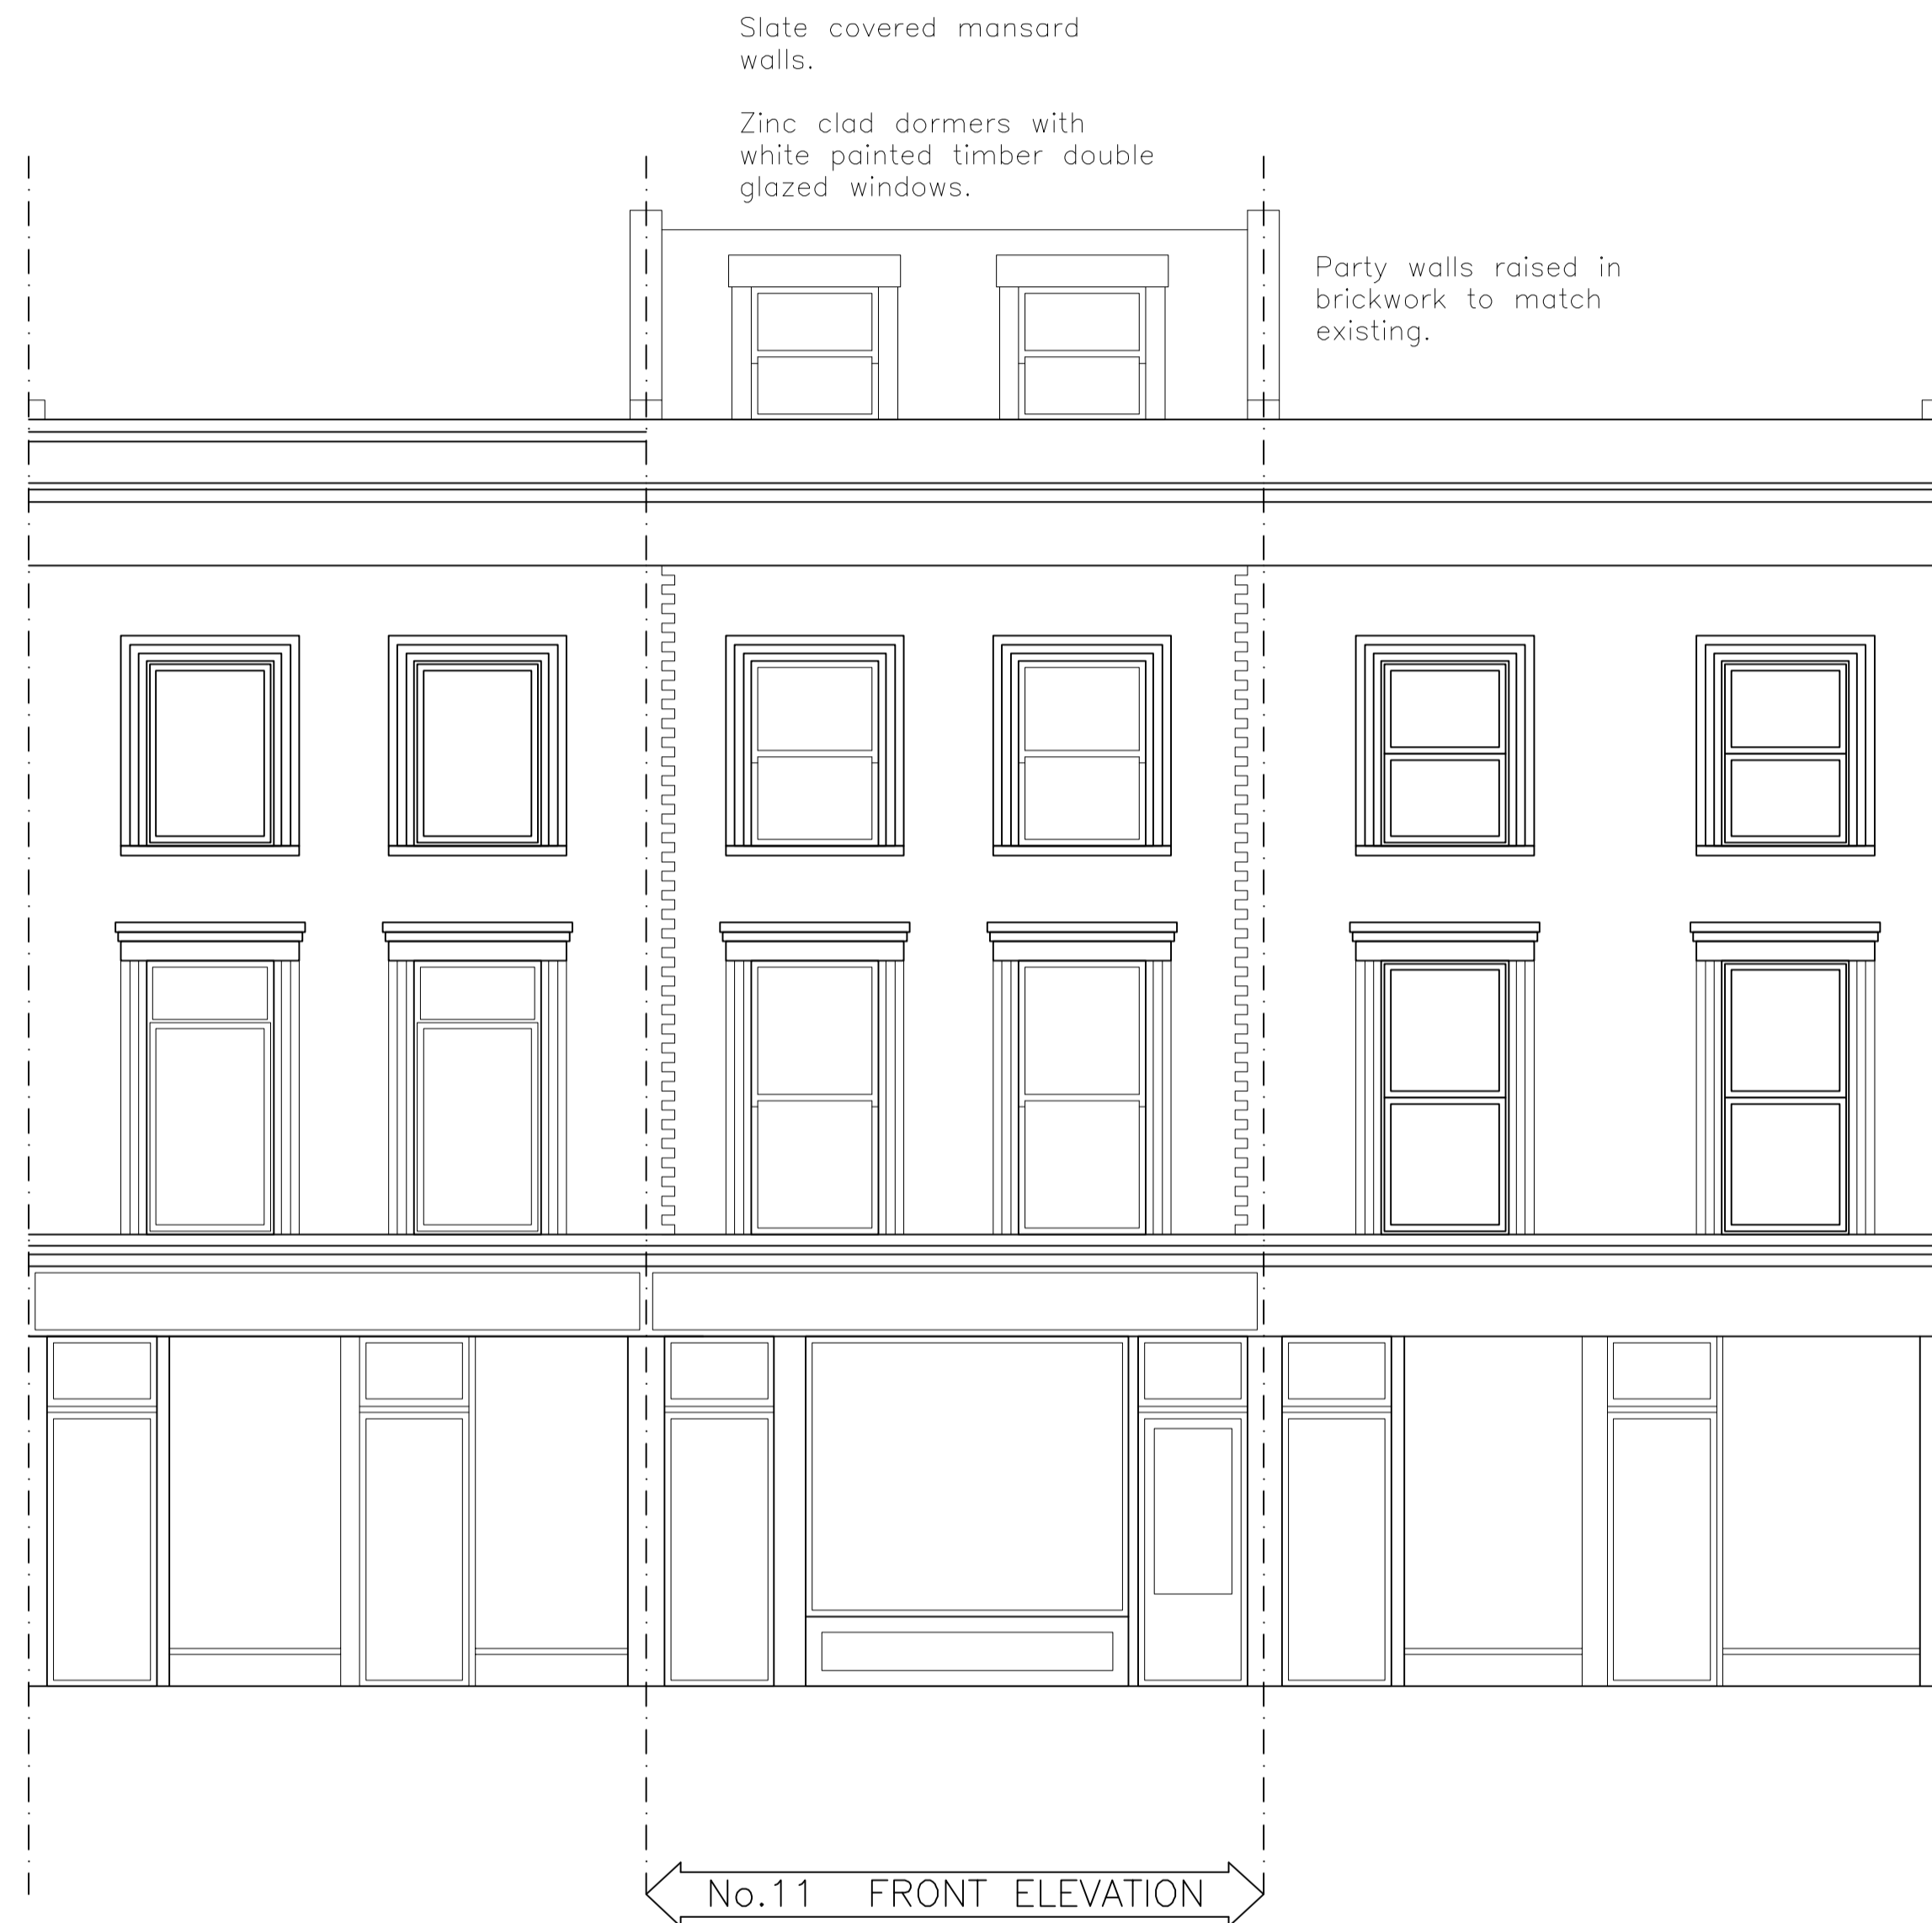 Slate covered mansard
walls.
Zinc clad dormers with
white painted timber double
glazed windows.
Party walls raised in
brickwork to match
existing.
No.11 FRONT ELEVATION